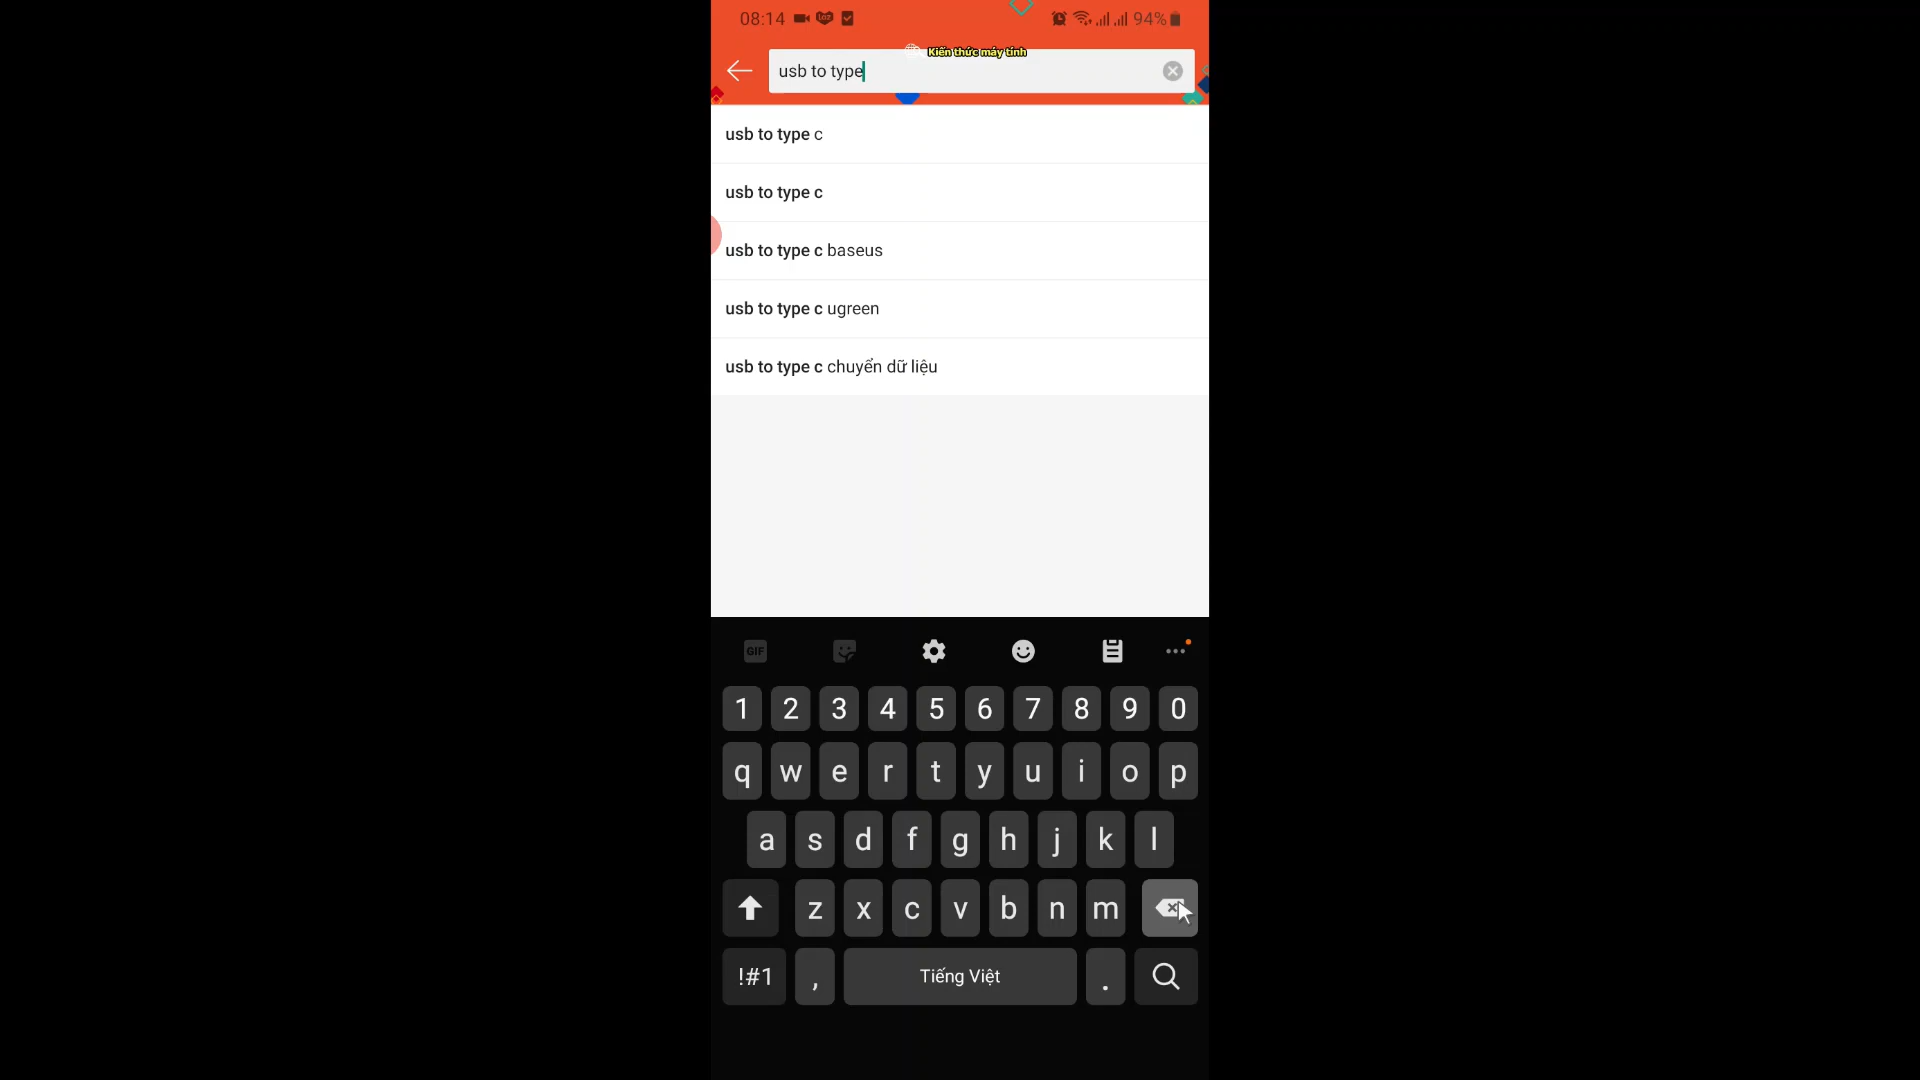 08:14
94%
Kiến thức máy tính
usb to type
usb to type c
usb to type c
usb to type c baseus
usb to type c ugreen
usb to type c chuyển dữ liệu
GIF
1 2 3 4 5 6 7 8 9 0
q w e r t y u i o p
a s d f g h j k l
z x c v b n m
!#1 , Tiếng Việt .